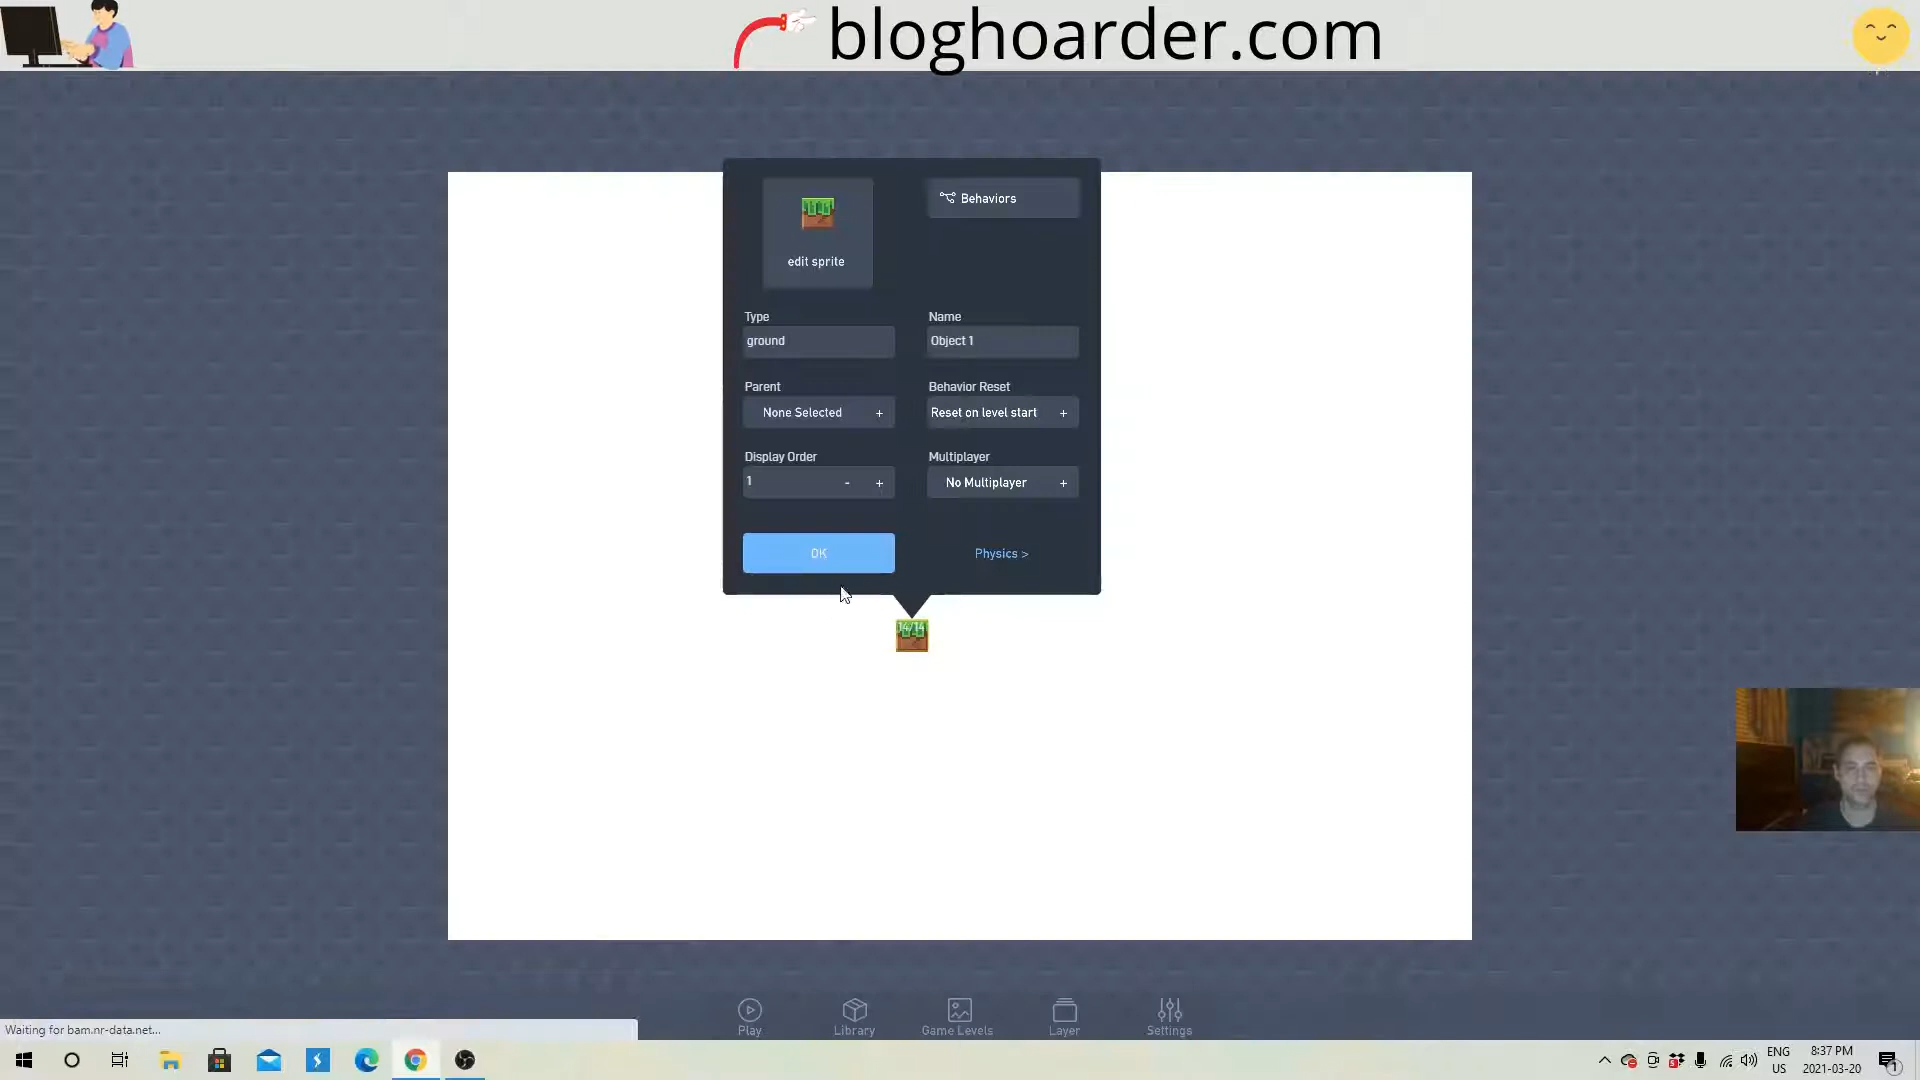 bloghoarder.com
Behaviors
edit sprite
Type
Name
ground
Object 1
Parent
Behavior Reset
None Selected +
Reset on level start +
Display Order
Multiplayer
1 - +
No Multiplayer +
OK
Physics >
14/14
Play
Library
Game Levels
Layer
Settings
Waiting for bam.nr-data.net...
ENG
US
8:37 PM
2021-03-20